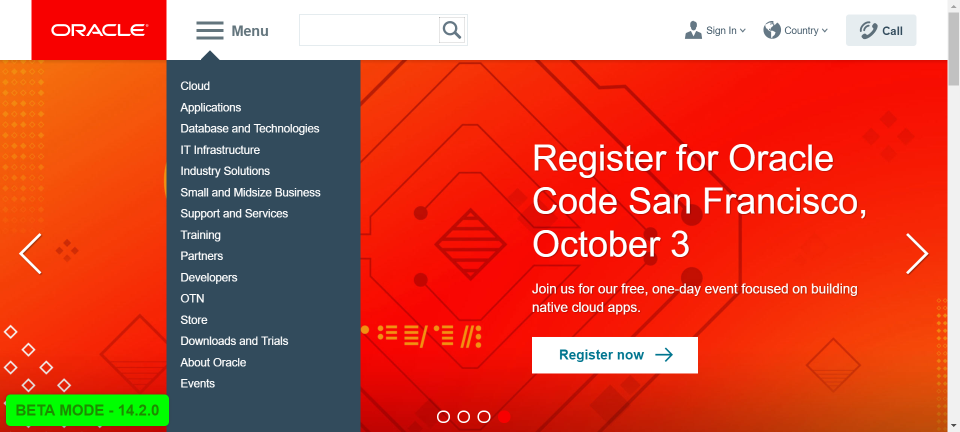 ORACLE
Menu
Sign In
Country
Call
Cloud
Applications
Database and Technologies
IT Infrastructure
Industry Solutions
Small and Midsize Business
Support and Services
Training
Partners
Developers
OTN
Store
Downloads and Trials
About Oracle
Events
Register for Oracle
Code San Francisco,
October 3
Join us for our free, one-day event focused on building
native cloud apps.
Register now
BETA MODE - 14.2.0